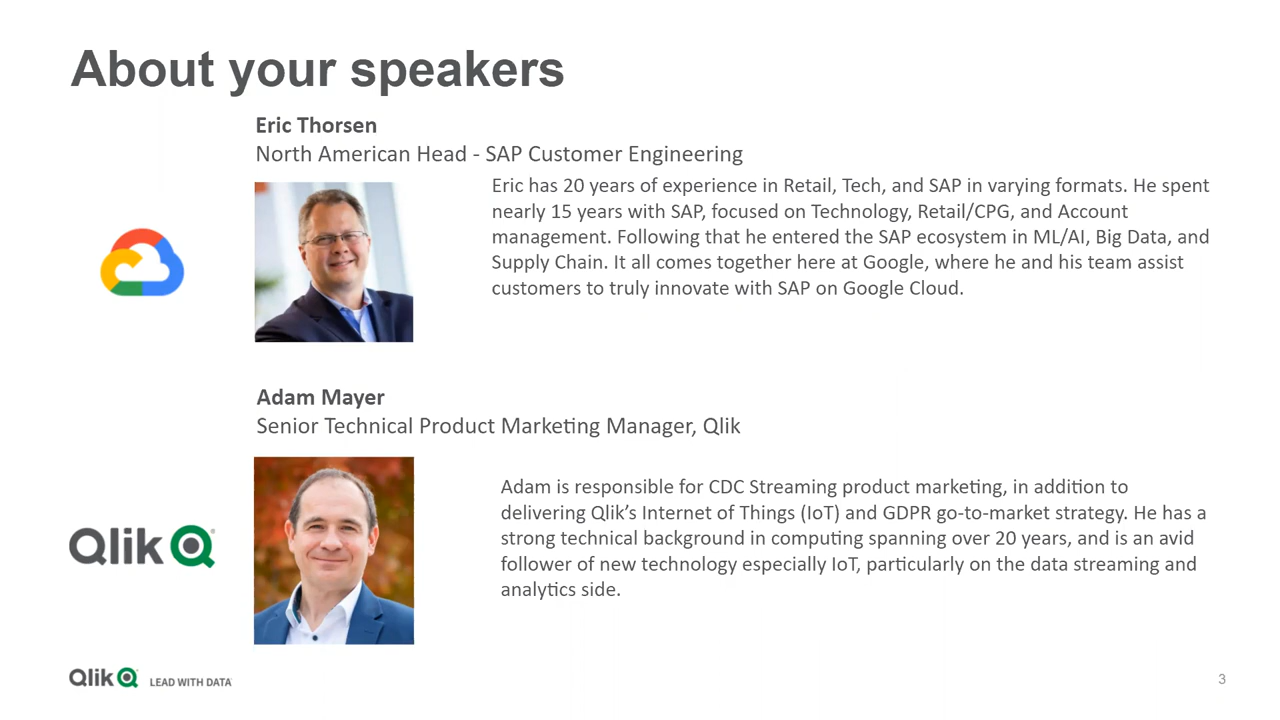 About your speakers
Eric Thorsen
North American Head - SAP Customer Engineering
Eric has 20 years of experience in Retail, Tech, and SAP in varying formats. He spent
nearly 15 years with SAP, focused on Technology, Retail/CPG, and Account
management. Following that he entered the SAP ecosystem in ML/AI, Big Data, and
Supply Chain. It all comes together here at Google, where he and his team assist
customers to truly innovate with SAP on Google Cloud.
Adam Mayer
Senior Technical Product Marketing Manager, Qlik
Qlik
Adam is responsible for CDC Streaming product marketing, in addition to
delivering Qlik’s Internet of Things (IoT) and GDPR go-to-market strategy. He has a
strong technical background in computing spanning over 20 years, and is an avid
follower of new technology especially IoT, particularly on the data streaming and
analytics side.
Qlik LEAD WITH DATA
3